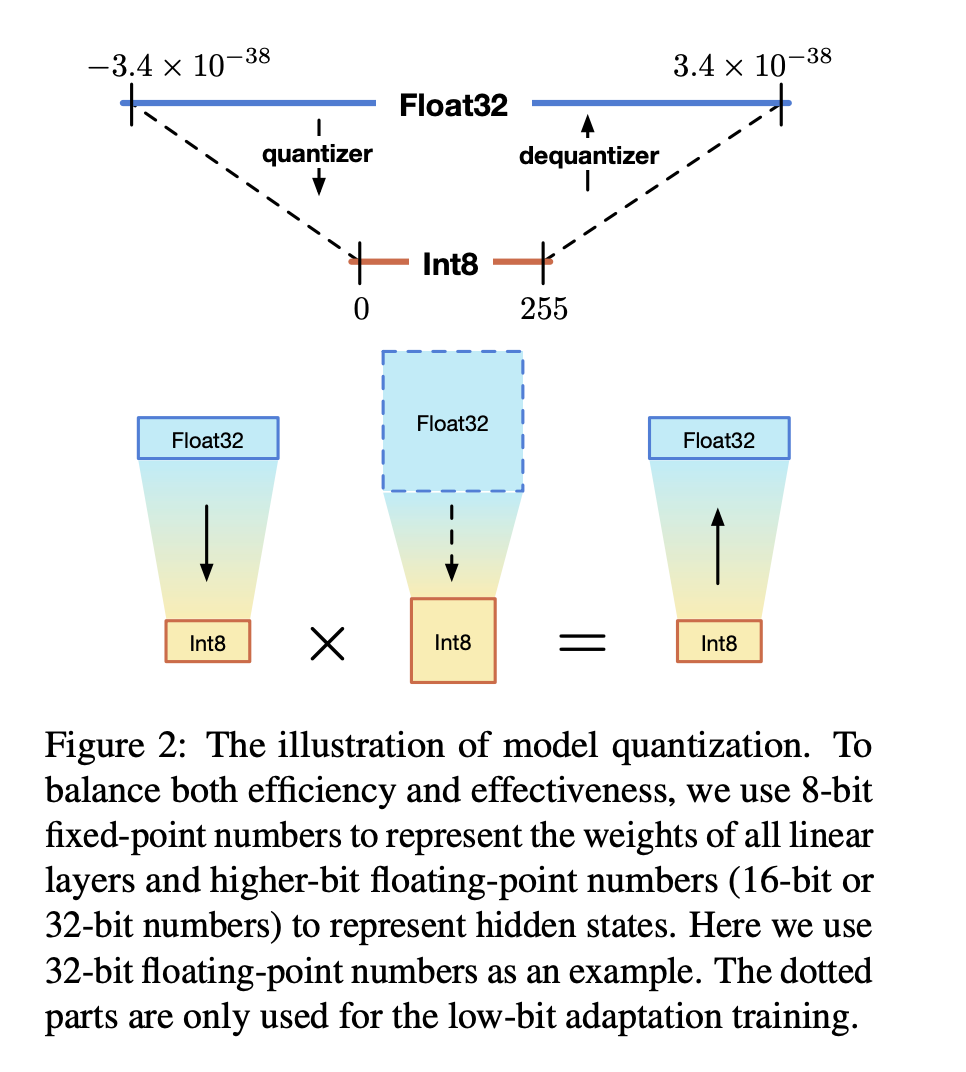 −3.4 × 10⁻³⁸ 3.4 × 10⁻³⁸
Float32
quantizer dequantizer
Int8
0 255
Float32
Float32 Float32
Int8 × Int8 = Int8
Figure 2: The illustration of model quantization. To
balance both efficiency and effectiveness, we use 8-bit
fixed-point numbers to represent the weights of all linear
layers and higher-bit floating-point numbers (16-bit or
32-bit numbers) to represent hidden states. Here we use
32-bit floating-point numbers as an example. The dotted
parts are only used for the low-bit adaptation training.